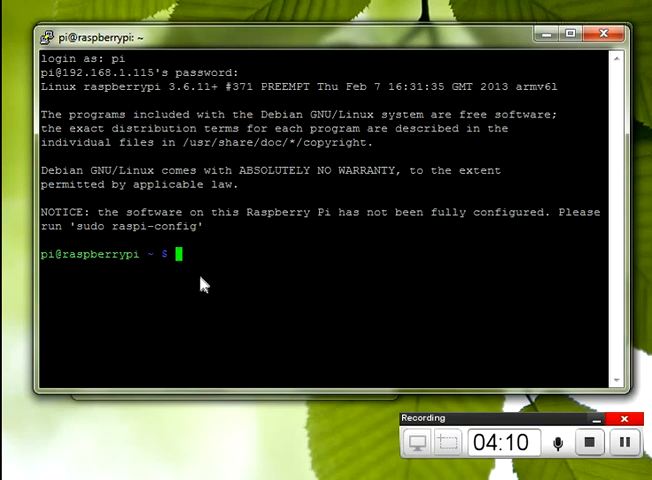 pi@raspberrypi: ~
login as: pi
pi@192.168.1.115's password:
Linux raspberrypi 3.6.11+ #371 PREEMPT Thu Feb 7 16:31:35 GMT 2013 armv6l
The programs included with the Debian GNU/Linux system are free software;
the exact distribution terms for each program are described in the
individual files in /usr/share/doc/*/copyright.
Debian GNU/Linux comes with ABSOLUTELY NO WARRANTY, to the extent
permitted by applicable law.
NOTICE: the software on this Raspberry Pi has not been fully configured. Please
run 'sudo raspi-config'
pi@raspberrypi ~ $
Recording
04:10